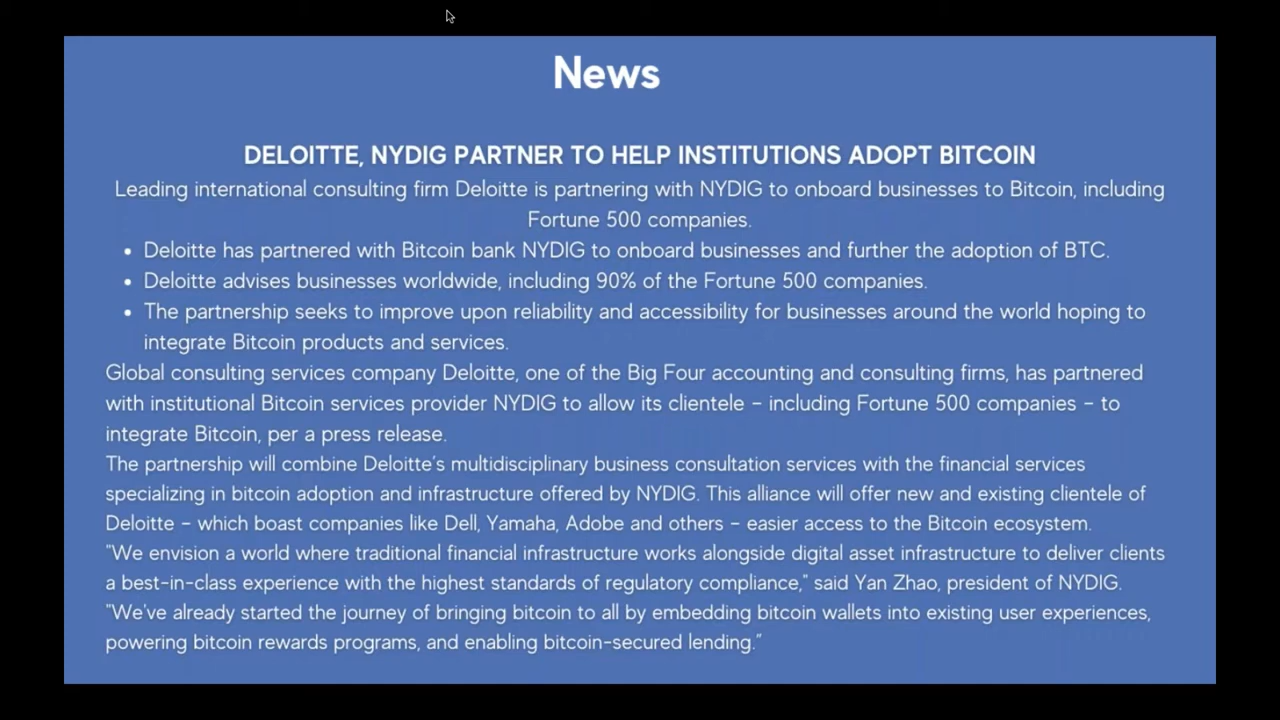 News
DELOITTE, NYDIG PARTNER TO HELP INSTITUTIONS ADOPT BITCOIN
Leading international consulting firm Deloitte is partnering with NYDIG to onboard businesses to Bitcoin, including
Fortune 500 companies.
• Deloitte has partnered with Bitcoin bank NYDIG to onboard businesses and further the adoption of BTC.
• Deloitte advises businesses worldwide, including 90% of the Fortune 500 companies.
• The partnership seeks to improve upon reliability and accessibility for businesses around the world hoping to
integrate Bitcoin products and services.
Global consulting services company Deloitte, one of the Big Four accounting and consulting firms, has partnered
with institutional Bitcoin services provider NYDIG to allow its clientele – including Fortune 500 companies – to
integrate Bitcoin, per a press release.
The partnership will combine Deloitte's multidisciplinary business consultation services with the financial services
specializing in bitcoin adoption and infrastructure offered by NYDIG. This alliance will offer new and existing clientele of
Deloitte – which boast companies like Dell, Yamaha, Adobe and others – easier access to the Bitcoin ecosystem.
"We envision a world where traditional financial infrastructure works alongside digital asset infrastructure to deliver clients
a best-in-class experience with the highest standards of regulatory compliance," said Yan Zhao, president of NYDIG.
"We've already started the journey of bringing bitcoin to all by embedding bitcoin wallets into existing user experiences,
powering bitcoin rewards programs, and enabling bitcoin-secured lending."